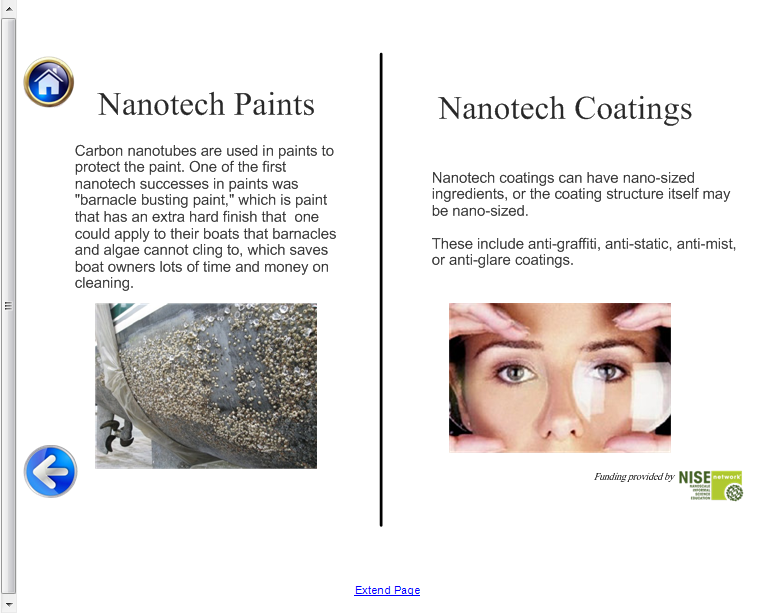 Nanotech Paints
Carbon nanotubes are used in paints to
protect the paint. One of the first
nanotech successes in paints was
"barnacle busting paint," which is paint
that has an extra hard finish that  one
could apply to their boats that barnacles
and algae cannot cling to, which saves
boat owners lots of time and money on
cleaning.
Nanotech Coatings
Nanotech coatings can have nano-sized
ingredients, or the coating structure itself may
be nano-sized.
These include anti-graffiti, anti-static, anti-mist,
or anti-glare coatings.
Funding provided by
NISE network
NANOSCALE
INFORMAL
SCIENCE
EDUCATION
Extend Page